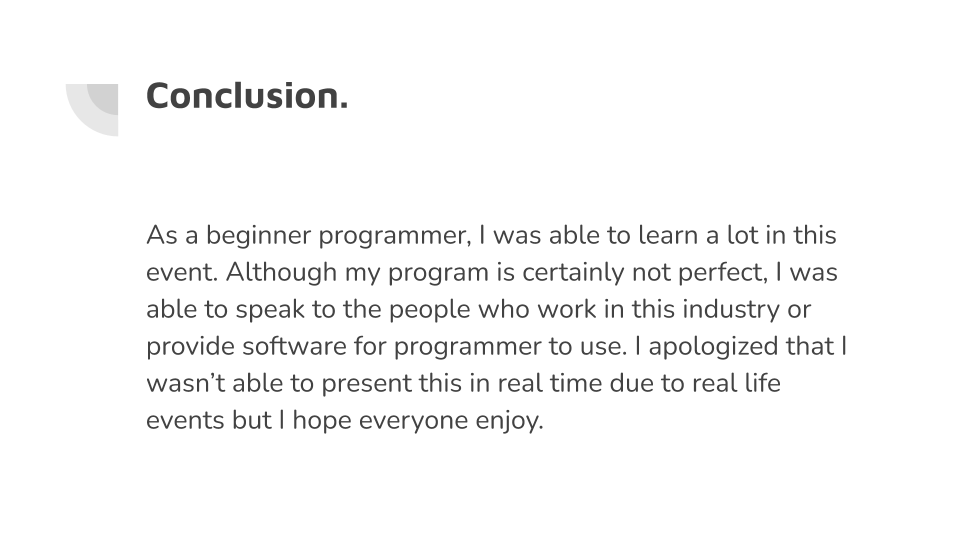 Conclusion.
As a beginner programmer, I was able to learn a lot in this
event. Although my program is certainly not perfect, I was
able to speak to the people who work in this industry or
provide software for programmer to use. I apologized that I
wasn’t able to present this in real time due to real life
events but I hope everyone enjoy.